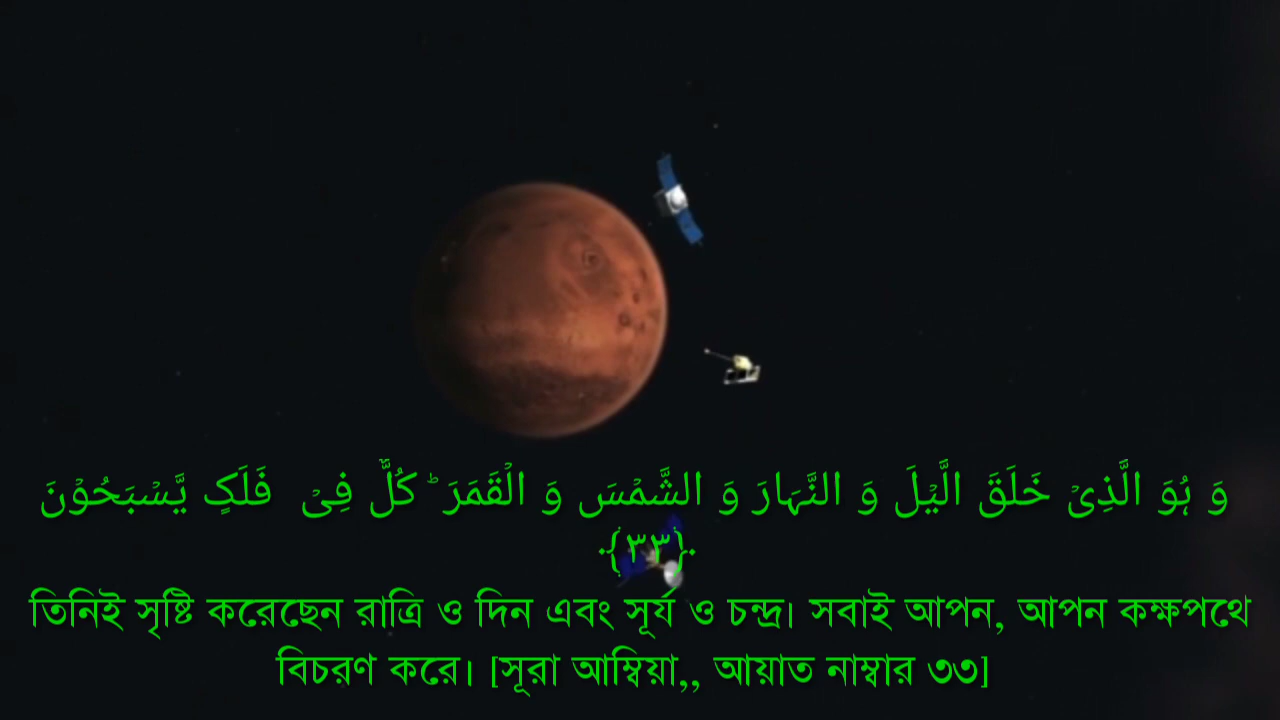 وَ ہُوَ الَّذِیۡ خَلَقَ الَّیۡلَ وَ النَّہَارَ وَ الشَّمۡسَ وَ الۡقَمَرَ ؕ کُلٌّ فِیۡ فَلَکٍ یَّسۡبَحُوۡنَ
﴿۳۳﴾
তিনিই সৃষ্টি করেছেন রাত্রি ও দিন এবং সূর্য ও চন্দ্র। সবাই আপন, আপন কক্ষপথে
বিচরণ করে। [সূরা আম্বিয়া,, আয়াত নাম্বার ৩৩]